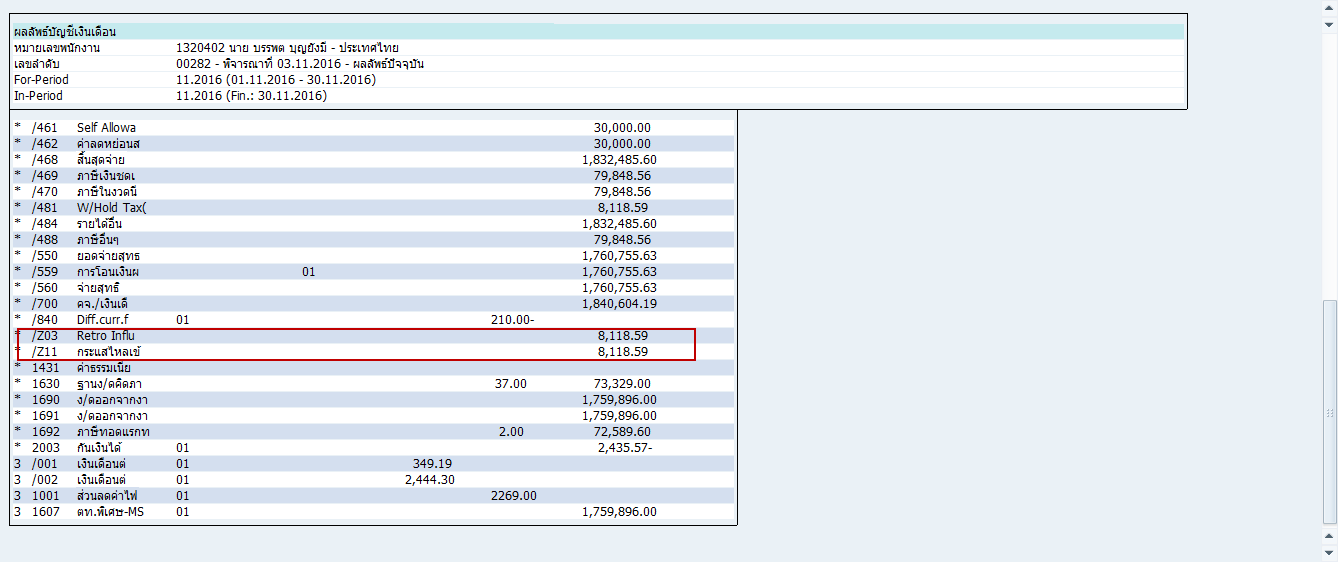 ผลลัพธ์บัญชีเงินเดือน
หมายเลขพนักงาน 1320402 นาย บรรพต บุญยังมี - ประเทศไทย
เลขลำดับ 00282 - พิจารณาที่ 03.11.2016 - ผลลัพธ์ปัจจุบัน
For-Period 11.2016 (01.11.2016 - 30.11.2016)
In-Period 11.2016 (Fin.: 30.11.2016)
* /461 Self Allowa 30,000.00
* /462 ค่าลดหย่อนส 30,000.00
* /468 สิ้นสุดจ่าย 1,832,485.60
* /469 ภาษีเงินชดเ 79,848.56
* /470 ภาษีในงวดนี้ 79,848.56
* /481 W/Hold Tax( 8,118.59
* /484 รายได้อื่น 1,832,485.60
* /488 ภาษีอื่นๆ 79,848.56
* /550 ยอดจ่ายสุทธ 1,760,755.63
* /559 การโอนเงินผ 01 1,760,755.63
* /560 จ่ายสุทธิ 1,760,755.63
* /700 คจ./เงินเดื 1,840,604.19
* /840 Diff.curr.f 01 210.00-
* /Z03 Retro Influ 8,118.59
* /Z11 กระแสไหลเข้ 8,118.59
* 1431 ค่าธรรมเนีย
* 1630 ฐานง/ดคิดภา 37.00 73,329.00
* 1690 ง/ดออกจากงา 1,759,896.00
* 1691 ง/ดออกจากงา 1,759,896.00
* 1692 ภาษีทอดแรกท 2.00 72,589.60
* 2003 กันเงินได้ 01 2,435.57-
3 /001 เงินเดือนต่ 01 349.19
3 /002 เงินเดือนต่ 01 2,444.30
3 1001 ส่วนลดค่าไฟ 01 2269.00
3 1607 ตท.พิเศษ-MS 01 1,759,896.00